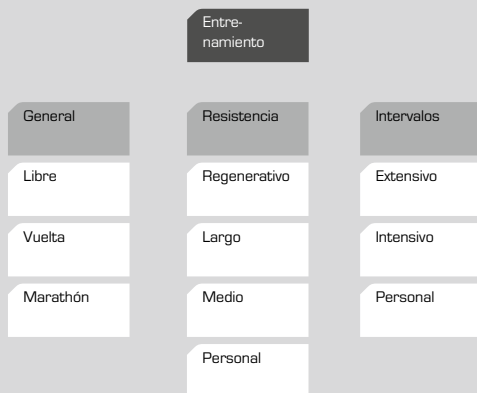 Entre-
namiento
General
Resistencia
Intervalos
Libre
Regenerativo
Extensivo
Vuelta
Largo
Intensivo
Marathón
Medio
Personal
Personal